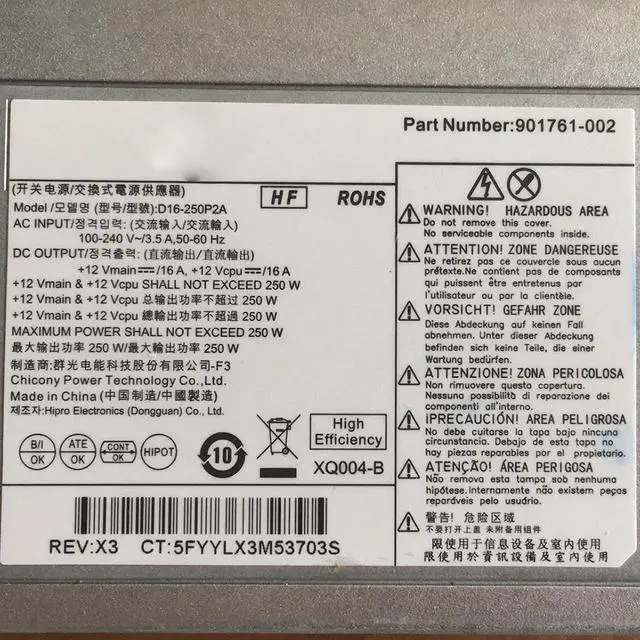 Part Number:901761-002
(开关电源/交换式電源供應器)
HF
ROHS
Model /모델명 (型号/型號):D16-250P2A
AC INPUT/정격입력: (交流输入/交流輸入)
100-240 V~/3.5 A,50-60 Hz
DC OUTPUT/정격출력: (直流输出/直流輸出)
+12 Vmain⎓/16 A, +12 Vcpu⎓/16 A
+12 Vmain & +12 Vcpu SHALL NOT EXCEED 250 W
+12 Vmain & +12 Vcpu 总输出功率不超过 250 W
+12 Vmain & +12 Vcpu 總輸出功率不超過 250 W
MAXIMUM POWER SHALL NOT EXCEED 250 W
最大输出功率 250 W/最大輸出功率 250 W
制造商:群光电能科技股份有限公司-F3
Chicony Power Technology Co.,Ltd.
Made in China (中国制造/中國製造)
제조자:Hipro Electronics (Dongguan) Co., Ltd.
B/I OK
ATE OK
CONT OK
HIPOT
10
High Efficiency
XQ004-B
REV:X3 CT:5FYYLX3M53703S
WARNING! HAZARDOUS AREA
Do not remove this cover.
No serviceable components inside.
ATTENTION! ZONE DANGEREUSE
Ne retirez pas ce couvercle sous aucun
prétexte.Ne contient pas de composants
qui puissent être entretenus par
l'utilisateur ou par la clientèle.
VORSICHT! GEFAHR ZONE
Diese Abdeckung auf keinen Fall
abnehmen. Unter dieser Abdeckung
befinden sich keine Teile, die einer
Wartung bedürfen.
ATTENZIONE! ZONA PERICOLOSA
Non rimuovere questa copertura.
Nessuna possibilità di reparazione dei
componenti all'interno.
¡PRECAUCIÓN! AREA PELIGROSA
No debe cuitarse la tapa bajo ninguna
circunstancia. Debajo de esta tapa no
hay piezas reparables por el propietario.
ATENÇÃO! ÁREA PERIGOSA
Não remova esta tampa sob nenhuma
hipótese.Internamente não existem peças
reparáveis pelo usuário.
警告! 危险区域
不要打开上盖 未附备用组件
限使用于信息设备及室内使用
限使用於資訊設備及室內使用